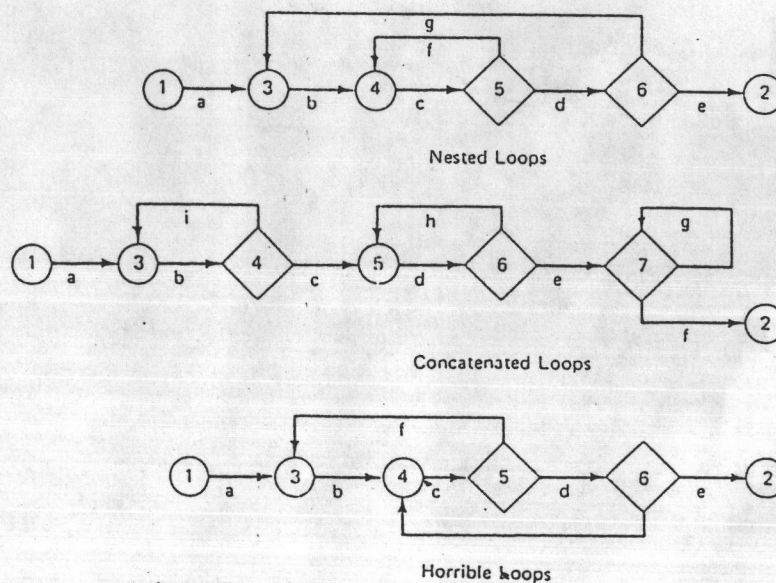 g
f
1 3 4 5 6 2
a b c d e
Nested Loops
i h g
1 3 4 5 6 7
a b c d e
f 2
Concatenated Loops
f
1 3 4 5 6 2
a b c d e
Horrible Loops